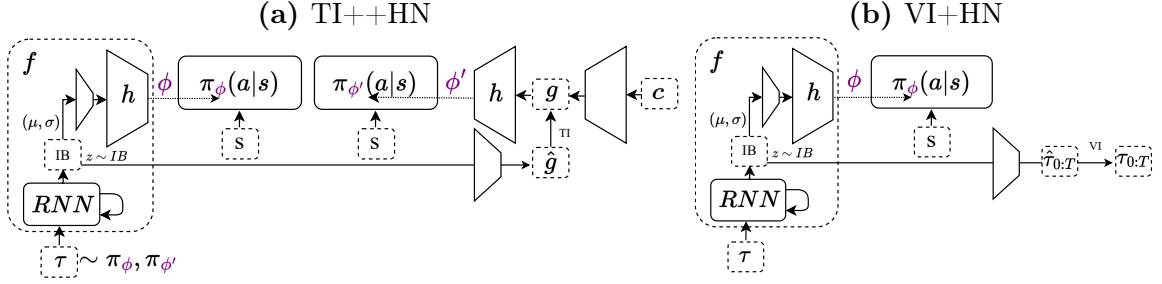 (a) TI++HN
f
h
ϕ
π_ϕ(a|s)
s
(μ, σ)
IB
z ∼ IB
RNN
τ ∼ π_ϕ, π_ϕ′
π_ϕ′(a|s)
s
ϕ′
h
g
c
TI
ĝ
(b) VI+HN
f
h
ϕ
π_ϕ(a|s)
s
(μ, σ)
IB
z ∼ IB
RNN
τ
τ̂_0:T
VI
τ_0:T